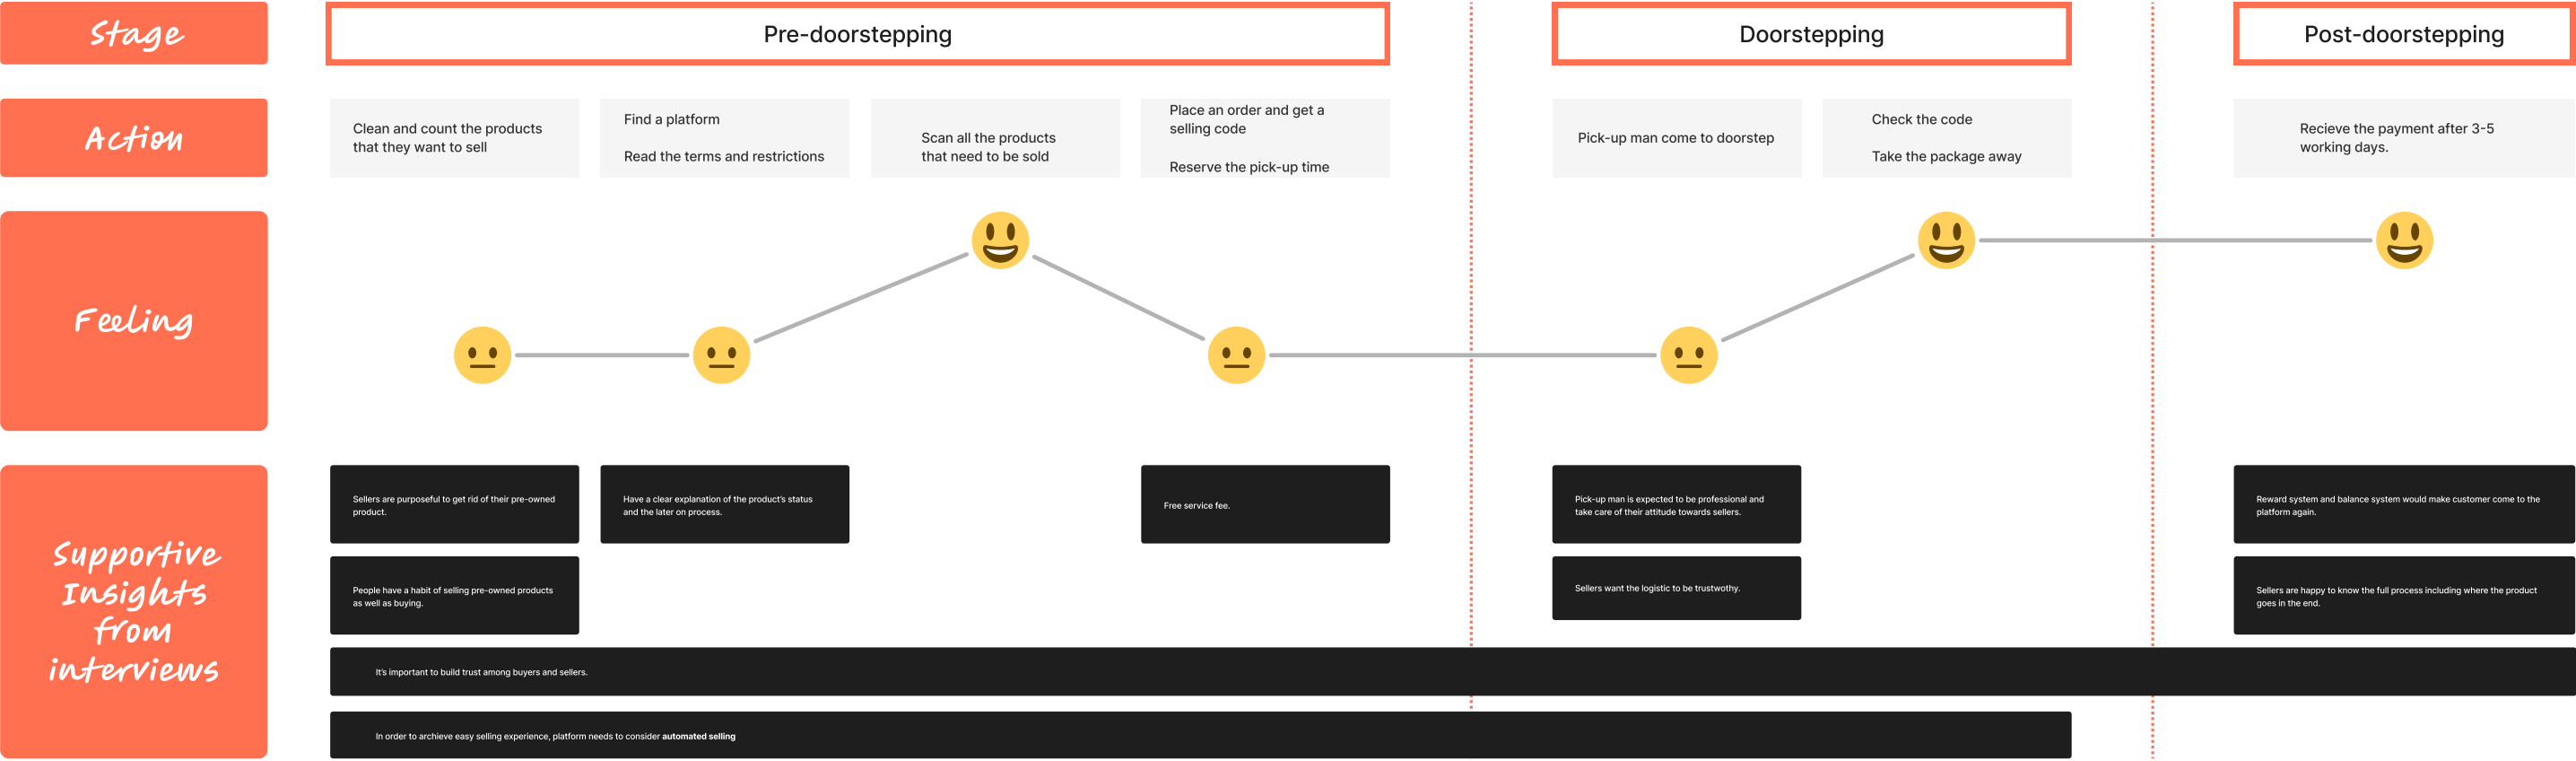 Stage
Pre-doorstepping
Doorstepping
Post-doorstepping
Action
Clean and count the products
that they want to sell
Find a platform
Read the terms and restrictions
Scan all the products
that need to be sold
Place an order and get a
selling code
Reserve the pick-up time
Pick-up man come to doorstep
Check the code
Take the package away
Recieve the payment after 3-5
working days.
Feeling
Supportive
Insights
from
interviews
Sellers are purposeful to get rid of their pre-owned
product.
Have a clear explanation of the product's status
and the later on process.
Free service fee.
Pick-up man is expected to be professional and
take care of their attitude towards sellers.
Reward system and balance system would make customer come to the
platform again.
People have a habit of selling pre-owned products
as well as buying.
Sellers want the logistic to be trustworthy.
Sellers are happy to know the full process including where the product
goes in the end.
It's important to build trust among buyers and sellers.
In order to archieve easy selling experience, platform needs to consider automated selling